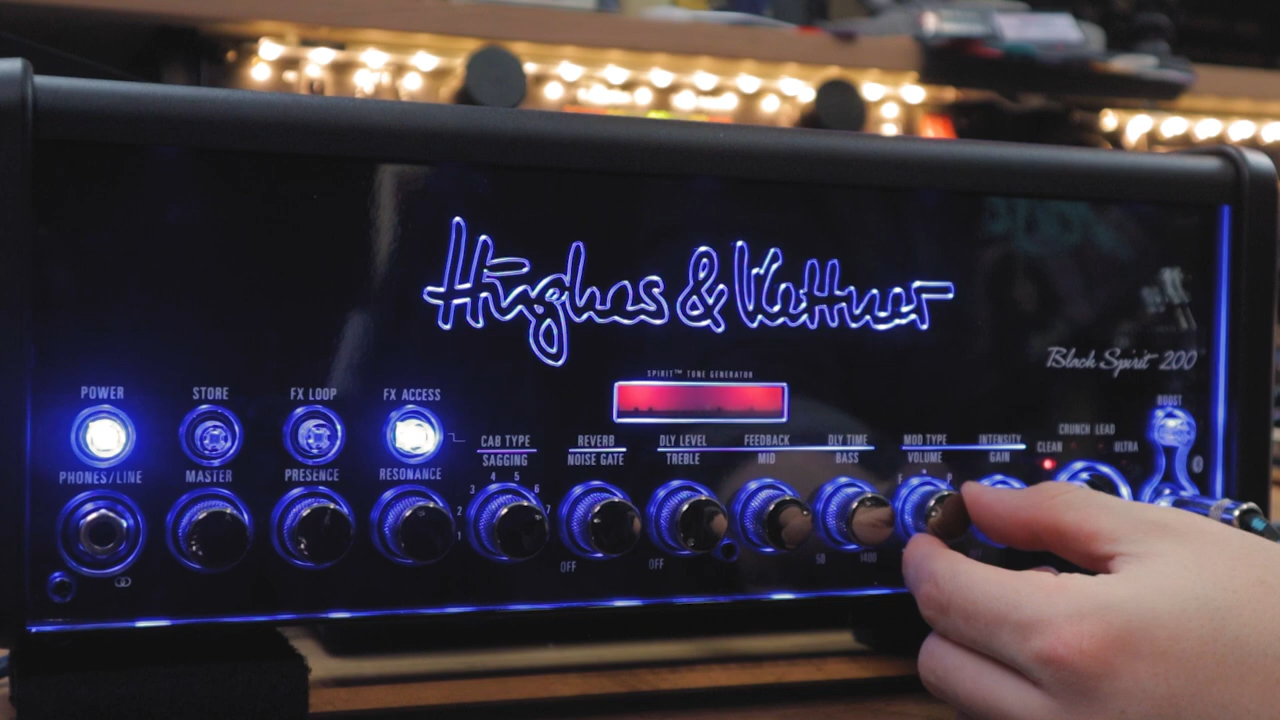 Hughes & Kettner
Black Spirit 200
SPIRIT™ TONE GENERATOR
POWER STORE FX LOOP FX ACCESS BOOST
CRUNCH LEAD
CLEAN ULTRA
CAB TYPE REVERB DLY LEVEL FEEDBACK DLY TIME MOD TYPE INTENSITY
SAGGING NOISE GATE TREBLE MID BASS VOLUME GAIN
PHONES/LINE MASTER PRESENCE RESONANCE
1 2 3 4 5 6 7
F P
OFF OFF 50 1400